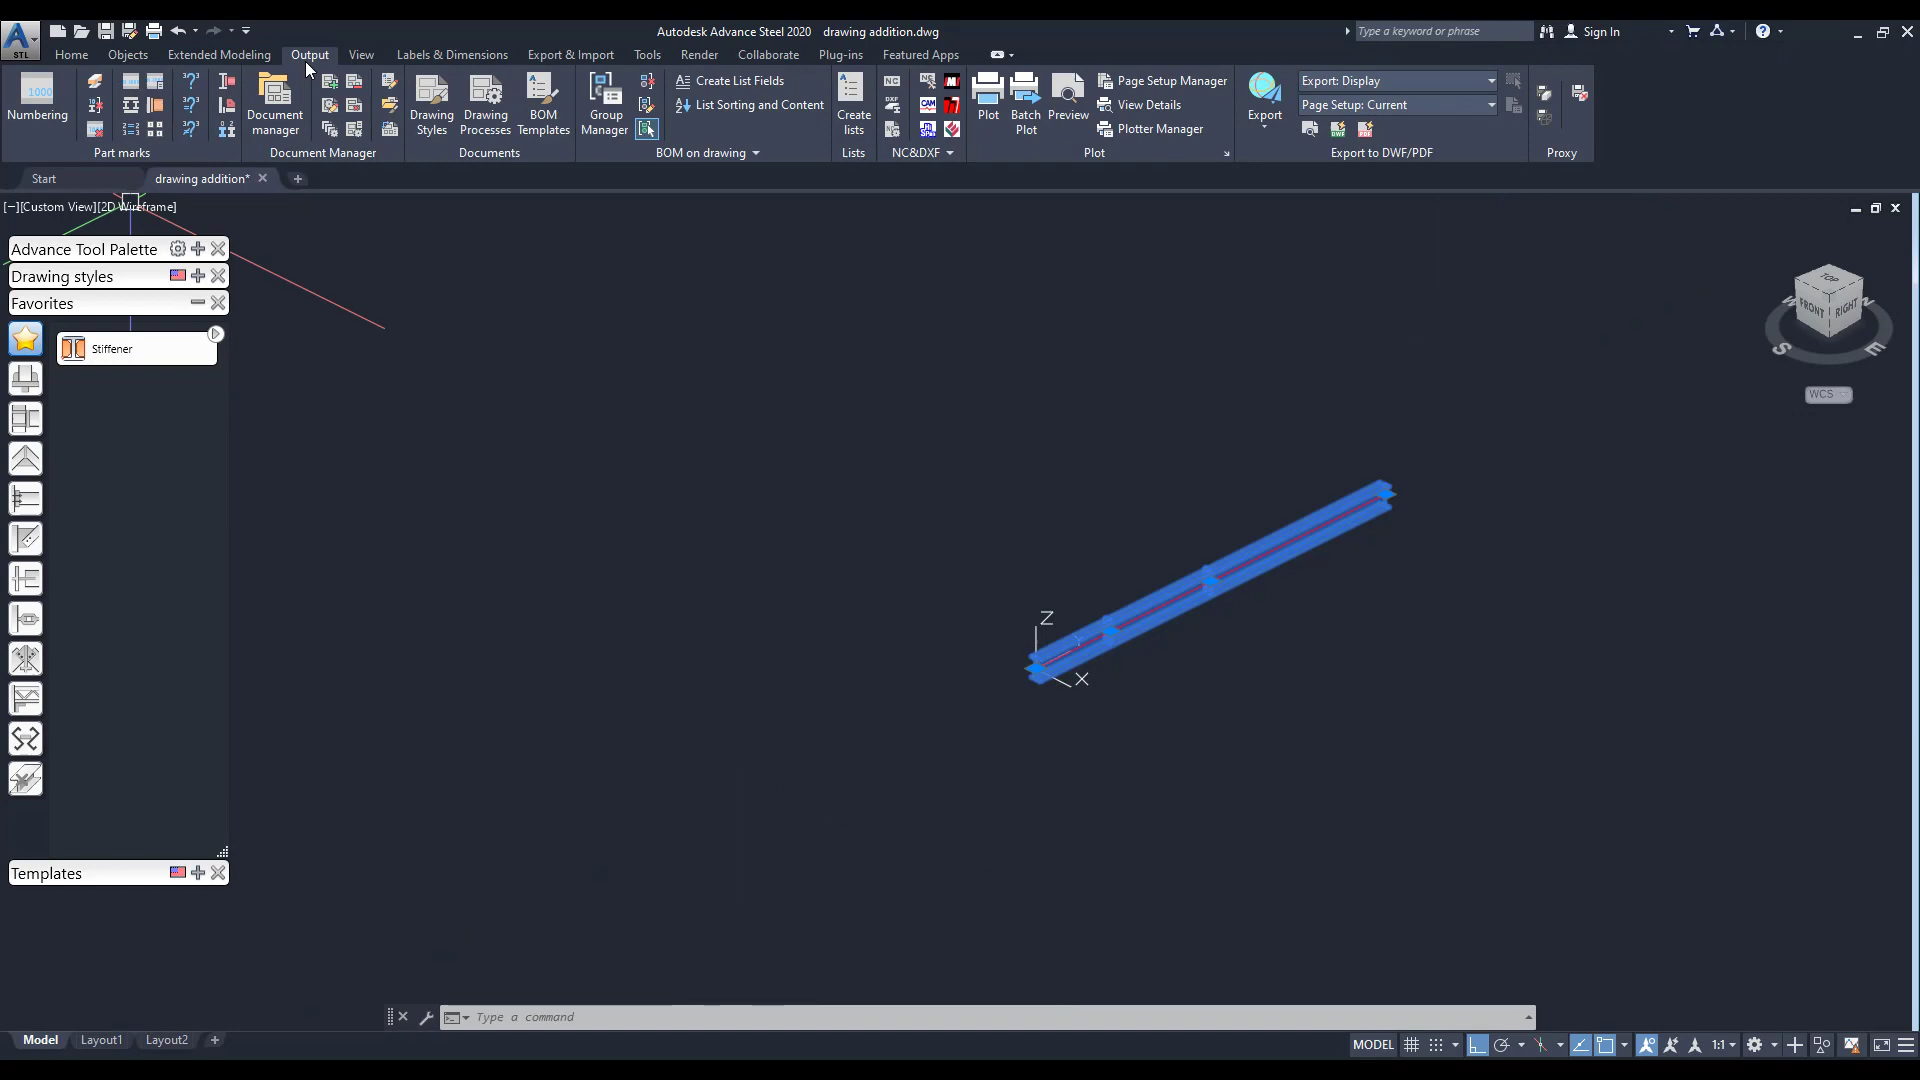 Autodesk Advance Steel 2020 drawing addition.dwg
Type a keyword or phrase
Sign In
STL
Home Objects Extended Modeling Output View Labels & Dimensions Export & Import Tools Render Collaborate Plug-ins Featured Apps
Numbering
Document manager
Drawing Styles
Drawing Processes
BOM Templates
Group Manager
Create List Fields
List Sorting and Content
Create lists
Plot
Batch Plot
Preview
Page Setup Manager
View Details
Plotter Manager
Export
Export: Display
Page Setup: Current
Part marks
Document Manager
Documents
BOM on drawing
Lists
NC&DXF
Plot
Export to DWF/PDF
Proxy
Start
drawing addition*
[−][Custom View][2D Wireframe]
Advance Tool Palette
Drawing styles
Favorites
Stiffener
Templates
TOP
FRONT
RIGHT
W
N
S
E
WCS
Z
Y
X
Type a command
Model Layout1 Layout2
MODEL
1:1